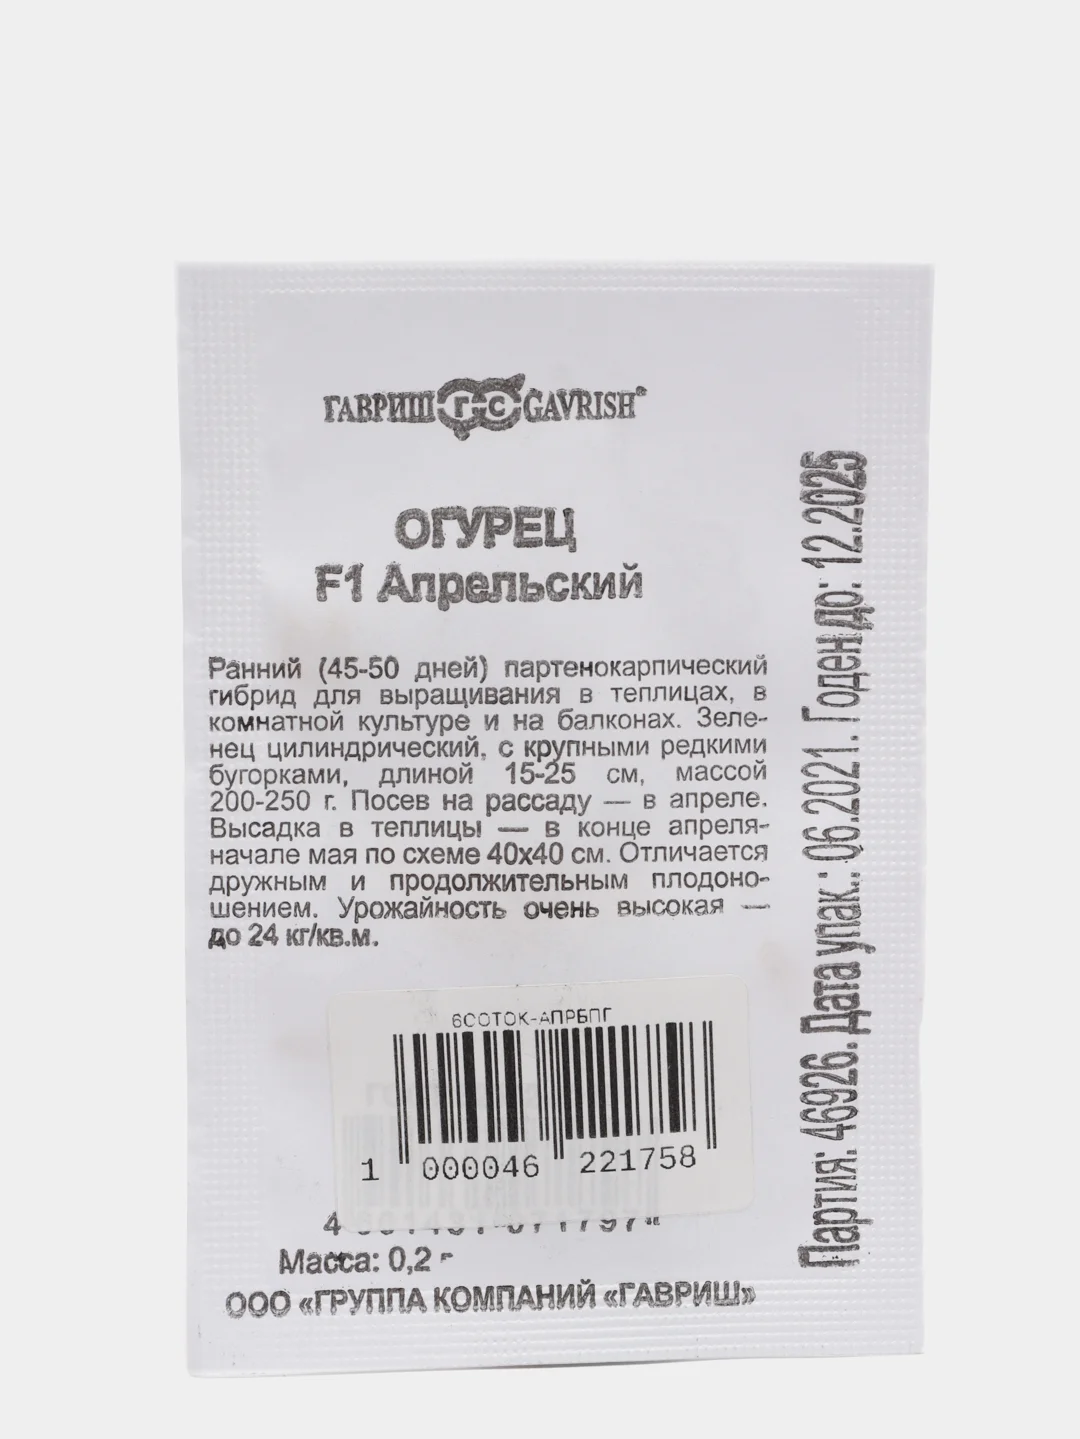 ГАВРИШ ГС GAVRISH®
ОГУРЕЦ
F1 Апрельский
Ранний (45-50 дней) партенокарпический
гибрид для выращивания в теплицах, в
комнатной культуре и на балконах. Зеле-
нец цилиндрический, с крупными редкими
бугорками, длиной 15-25 см, массой
200-250 г. Посев на рассаду — в апреле.
Высадка в теплицы — в конце апреля-
начале мая по схеме 40х40 см. Отличается
дружным и продолжительным плодоно-
шением. Урожайность очень высокая —
до 24 кг/кв.м.
6СОТОК-АПРБПГ
1 000046 221758
Масса: 0,2 г
ООО «ГРУППА КОМПАНИЙ «ГАВРИШ»
Партия: 46926. Дата упак.: 06.2021. Годен до: 12.2025